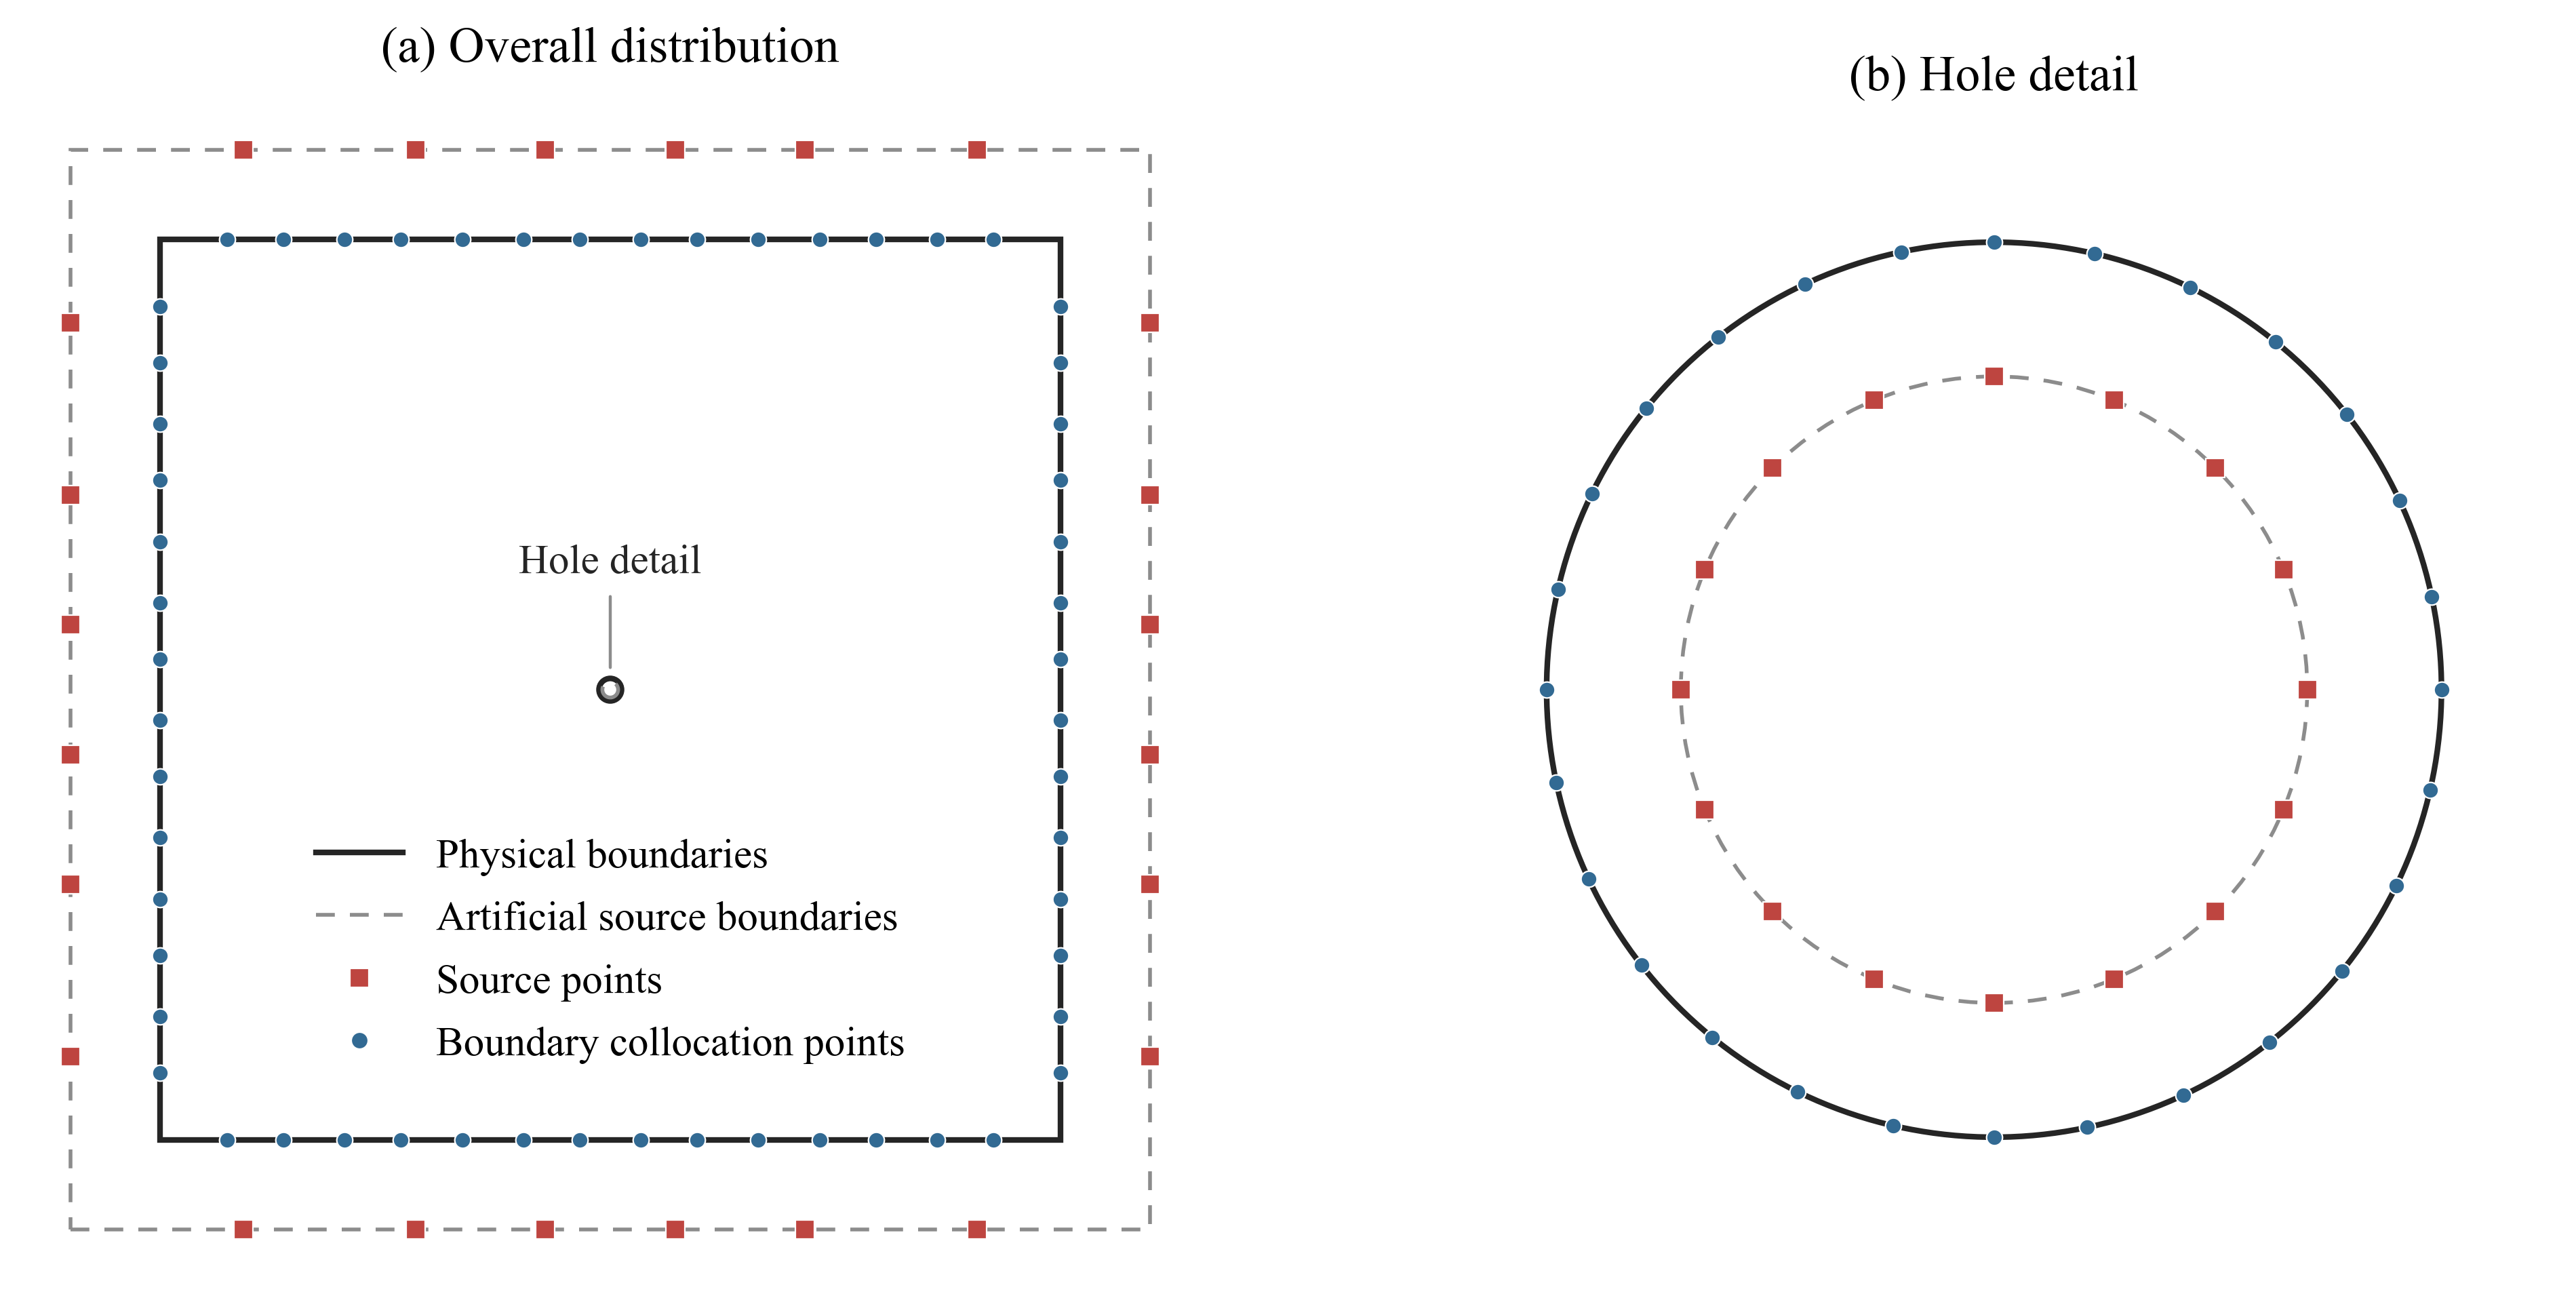 (a) Overall distribution
(b) Hole detail
Hole detail
Physical boundaries
Artificial source boundaries
Source points
Boundary collocation points